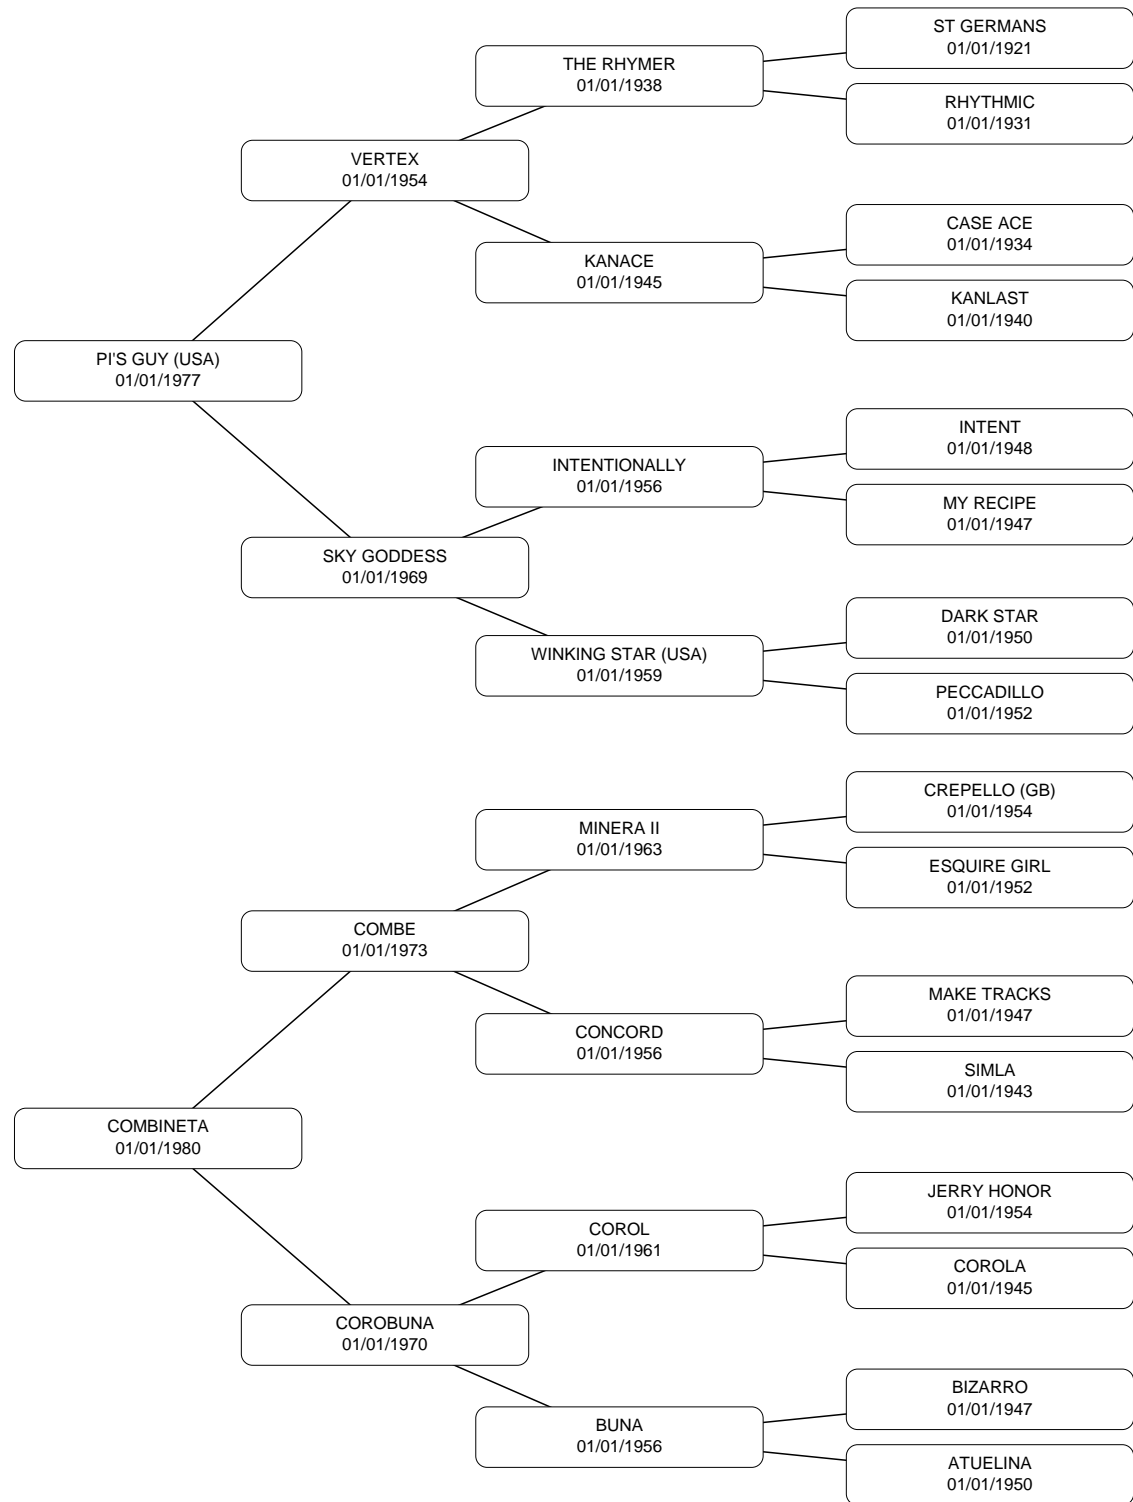 ST GERMANS
01/01/1921
THE RHYMER
01/01/1938
RHYTHMIC
01/01/1931
VERTEX
01/01/1954
CASE ACE
01/01/1934
KANACE
01/01/1945
KANLAST
01/01/1940
PI'S GUY (USA)
01/01/1977
INTENT
01/01/1948
INTENTIONALLY
01/01/1956
MY RECIPE
01/01/1947
SKY GODDESS
01/01/1969
DARK STAR
01/01/1950
WINKING STAR (USA)
01/01/1959
PECCADILLO
01/01/1952
CREPELLO (GB)
01/01/1954
MINERA II
01/01/1963
ESQUIRE GIRL
01/01/1952
COMBE
01/01/1973
MAKE TRACKS
01/01/1947
CONCORD
01/01/1956
SIMLA
01/01/1943
COMBINETA
01/01/1980
JERRY HONOR
01/01/1954
COROL
01/01/1961
COROLA
01/01/1945
COROBUNA
01/01/1970
BIZARRO
01/01/1947
BUNA
01/01/1956
ATUELINA
01/01/1950